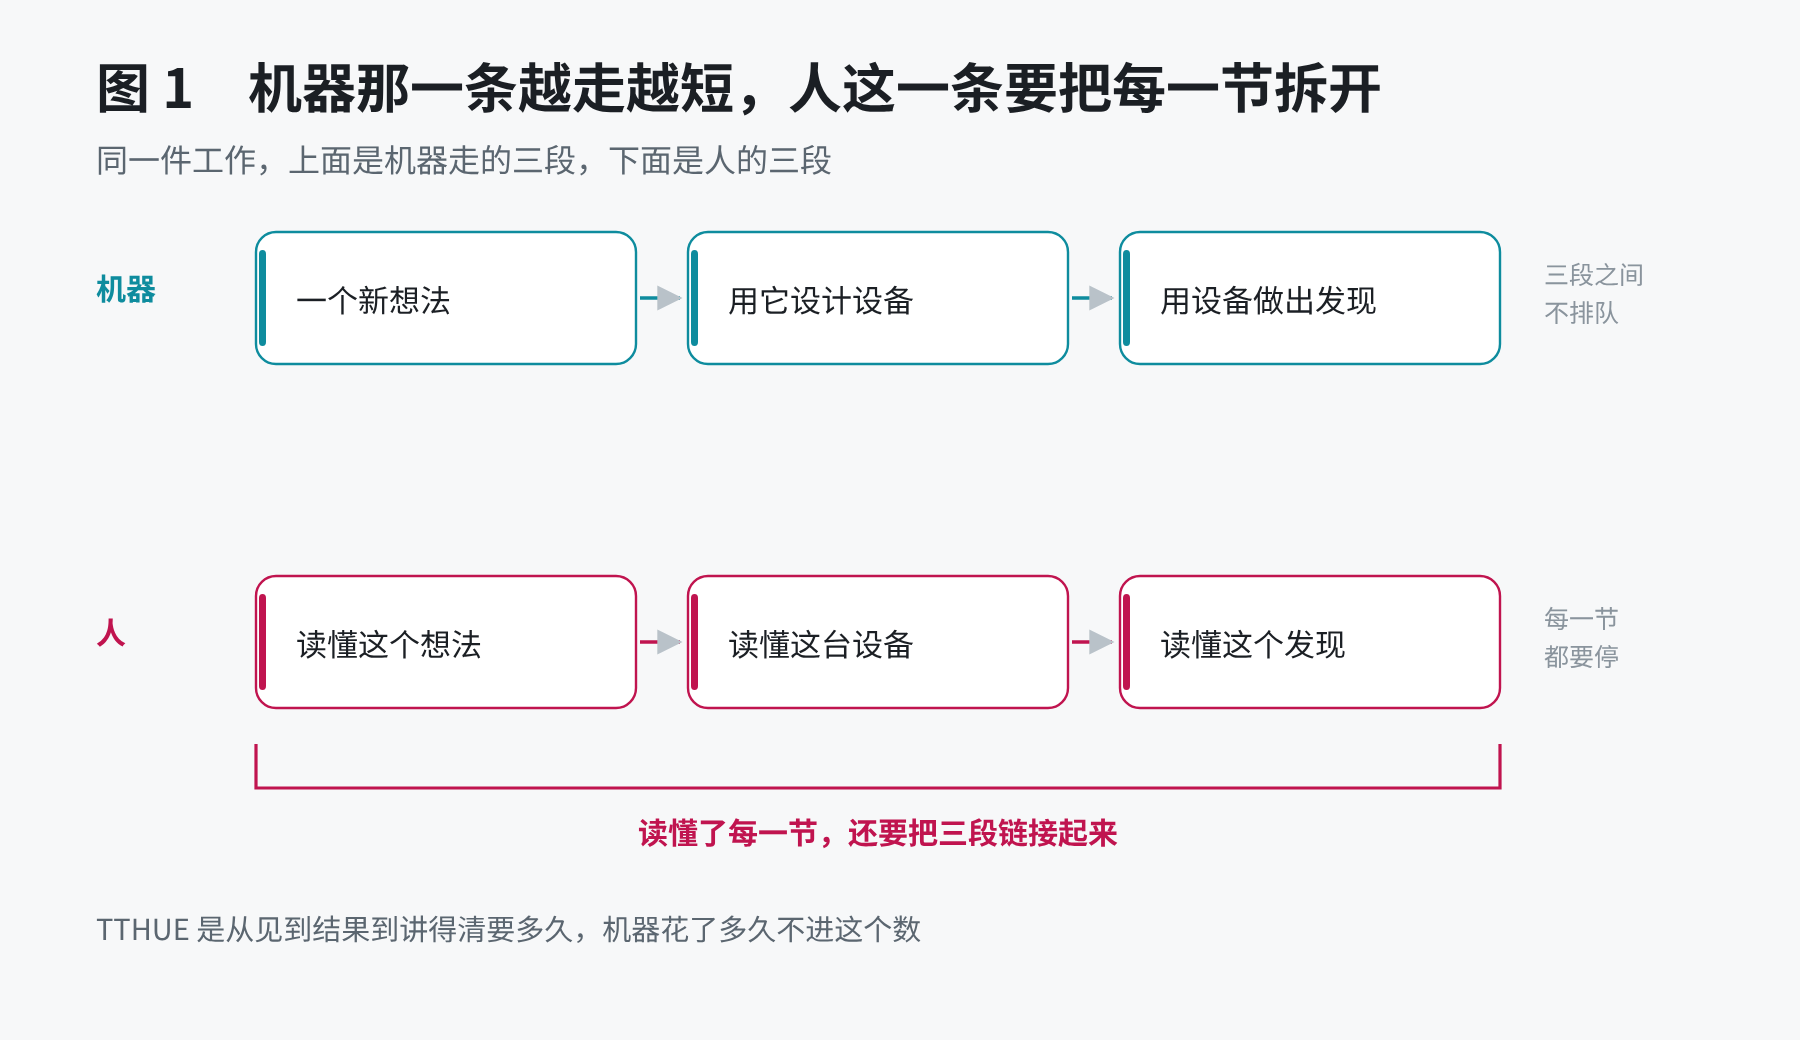 图 1　机器那一条越走越短，人这一条要把每一节拆开
同一件工作，上面是机器走的三段，下面是人的三段
机器
一个新想法
用它设计设备
用设备做出发现
三段之间
不排队
人
读懂这个想法
读懂这台设备
读懂这个发现
每一节
都要停
读懂了每一节，还要把三段链接起来
TTHUE 是从见到结果到讲得清要多久，机器花了多久不进这个数